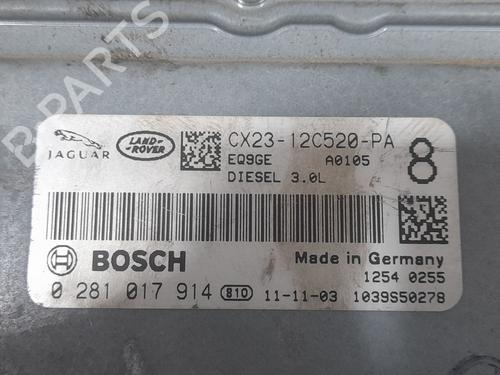 JAGUAR
LAND-
ROVER
CX23-12C520-PA
EQ9GE A0105
DIESEL 3.0L
8
BOSCH
Made in Germany
1254 0255
0 281 017 914 810 11-11-03 1039S50278
B-PARTS